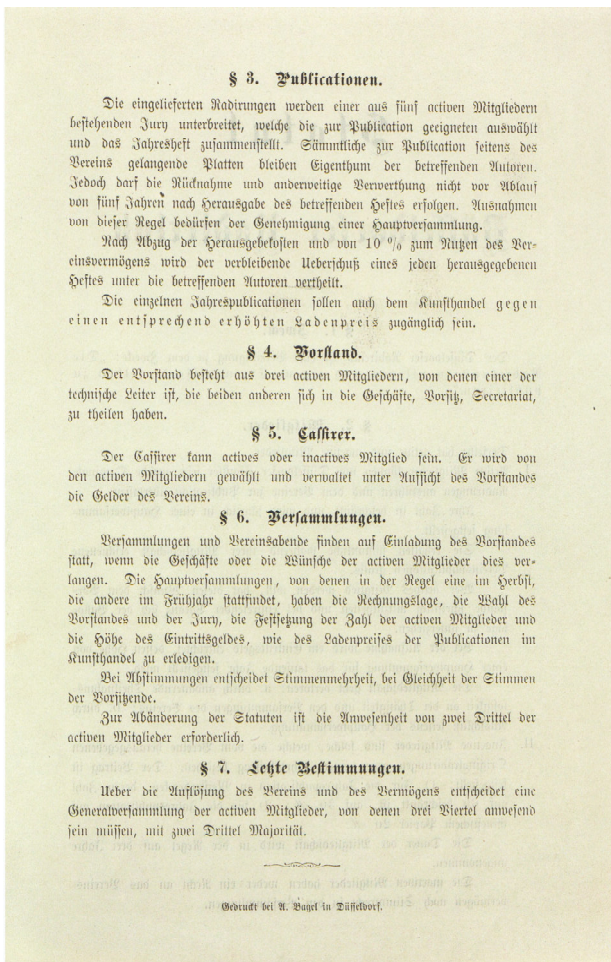 § 3. Publicationen.
Die eingelieferten Radirungen werden einer aus fünf activen Mitgliedern
bestehenden Jury unterbreitet, welche die zur Publication geeigneten auswählt
und das Jahresheft zusammenstellt. Sämmtliche zur Publication seitens des
Vereins gelangende Platten bleiben Eigenthum der betreffenden Autoren.
Jedoch darf die Rücknahme und anderweitige Verwerthung nicht vor Ablauf
von fünf Jahren nach Herausgabe des betreffenden Heftes erfolgen. Ausnahmen
von dieser Regel bedürfen der Genehmigung einer Hauptversammlung.
Nach Abzug der Herausgebekosten und von 10 % zum Nutzen des Ver-
einsvermögens wird der verbleibende Ueberschuß eines jeden herausgegebenen
Heftes unter die betreffenden Autoren vertheilt.
Die einzelnen Jahrespublicationen sollen auch dem Kunsthandel gegen
einen entsprechend erhöhten Ladenpreis zugänglich sein.
§ 4. Vorstand.
Der Vorstand besteht aus drei activen Mitgliedern, von denen einer der
technische Leiter ist, die beiden anderen sich in die Geschäfte, Vorsitz, Secretariat,
zu theilen haben.
§ 5. Cassirer.
Der Cassirer kann actives oder inactives Mitglied sein. Er wird von
den activen Mitgliedern gewählt und verwaltet unter Aufsicht des Vorstandes
die Gelder des Vereins.
§ 6. Versammlungen.
Versammlungen und Vereinsabende finden auf Einladung des Vorstandes
statt, wenn die Geschäfte oder die Wünsche der activen Mitglieder dies ver-
langen. Die Hauptversammlungen, von denen in der Regel eine im Herbst,
die andere im Frühjahr stattfindet, haben die Rechnungslage, die Wahl des
Vorstandes und der Jury, die Festsetzung der Zahl der activen Mitglieder und
die Höhe des Eintrittsgeldes, wie des Ladenpreises der Publicationen im
Kunsthandel zu erledigen.
Bei Abstimmungen entscheidet Stimmenmehrheit, bei Gleichheit der Stimmen
der Vorsitzende.
Zur Abänderung der Statuten ist die Anwesenheit von zwei Drittel der
activen Mitglieder erforderlich.
§ 7. Letzte Bestimmungen.
Ueber die Auflösung des Vereins und des Vermögens entscheidet eine
Generalversammlung der activen Mitglieder, von denen drei Viertel anwesend
sein müssen, mit zwei Drittel Majorität.
Gedruckt bei A. Bagel in Düsseldorf.